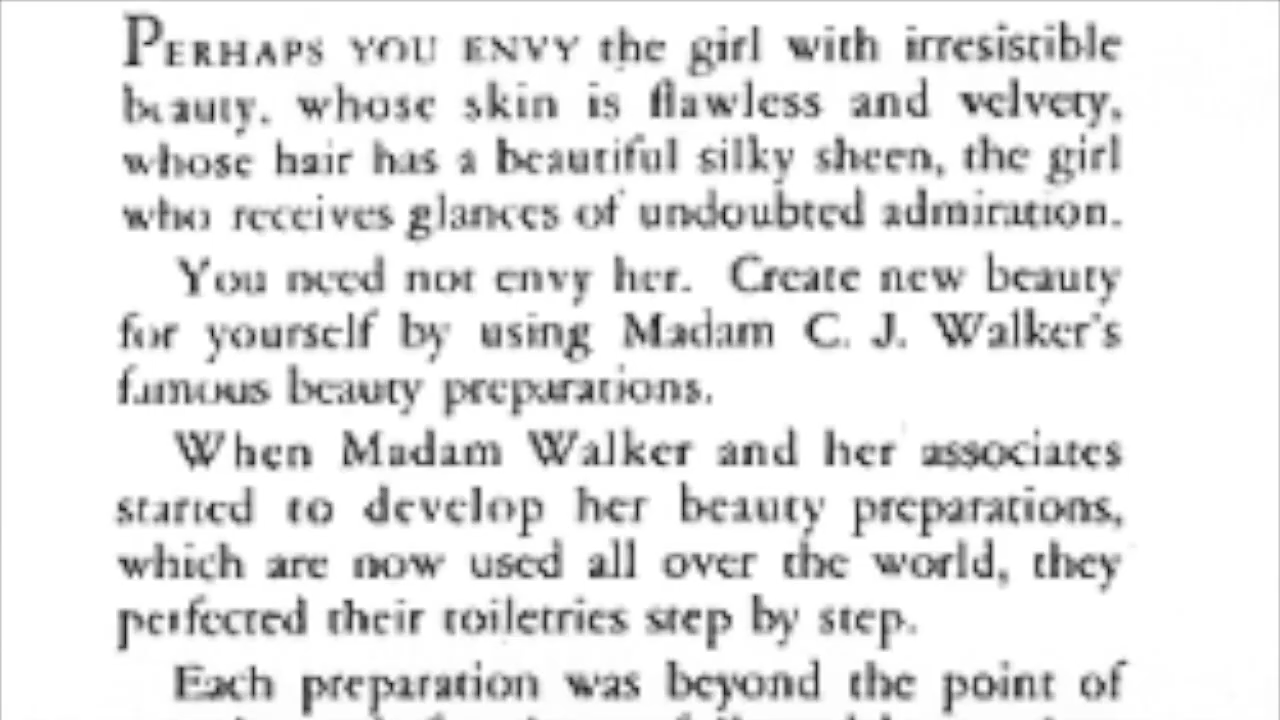 PERHAPS YOU ENVY the girl with irresistible
beauty, whose skin is flawless and velvety,
whose hair has a beautiful silky sheen, the girl
who receives glances of undoubted admiration.
You need not envy her. Create new beauty
for yourself by using Madam C. J. Walker's
famous beauty preparations.
When Madam Walker and her associates
started to develop her beauty preparations,
which are now used all over the world, they
perfected their toiletries step by step.
Each preparation was beyond the point of